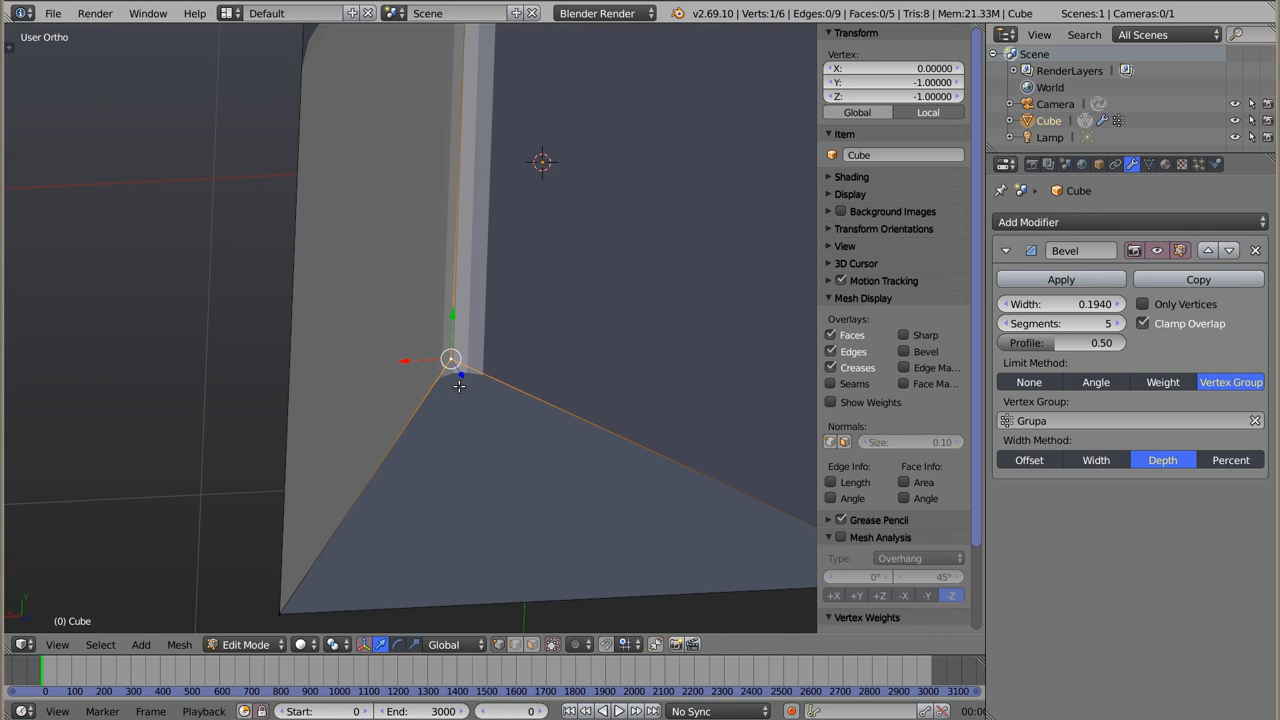 File Render Window Help Default Scene Blender Render v2.69.10 | Verts:1/6 | Edges:0/9 | Faces:0/5 | Tris:8 | Mem:21.33M | Cube Scenes:1 | Cameras:0/1
User Ortho
(0) Cube
View Select Add Mesh Edit Mode Global
0 100 200 300 400 500 600 700 800 900 1000 1100 1200 1300 1400 1500 1600 1700 1800 1900 2000 2100 2200 2300 2400 2500 2600 2700 2800 2900 3000 3100
View Marker Frame Playback Start: 0 End: 3000 0 No Sync 00:0
Transform
Vertex:
X: 0.00000
Y: -1.00000
Z: -1.00000
Global Local
Item
Cube
Shading
Display
Background Images
Transform Orientations
View
3D Cursor
Motion Tracking
Mesh Display
Overlays:
Faces Sharp
Edges Bevel
Creases Edge Ma...
Seams Face Ma...
Show Weights
Normals:
Size: 0.10
Edge Info: Face Info:
Length Area
Angle Angle
Grease Pencil
Mesh Analysis
Type: Overhang
0° 45°
+X +Y +Z -X -Y -Z
Vertex Weights
View Search All Scenes
Scene
RenderLayers |
World
Camera |
Cube |
Lamp |
Cube
Add Modifier
Bevel
Apply Copy
Width: 0.1940 Only Vertices
Segments: 5 Clamp Overlap
Profile: 0.50
Limit Method:
None Angle Weight Vertex Group
Vertex Group:
Grupa
Width Method:
Offset Width Depth Percent